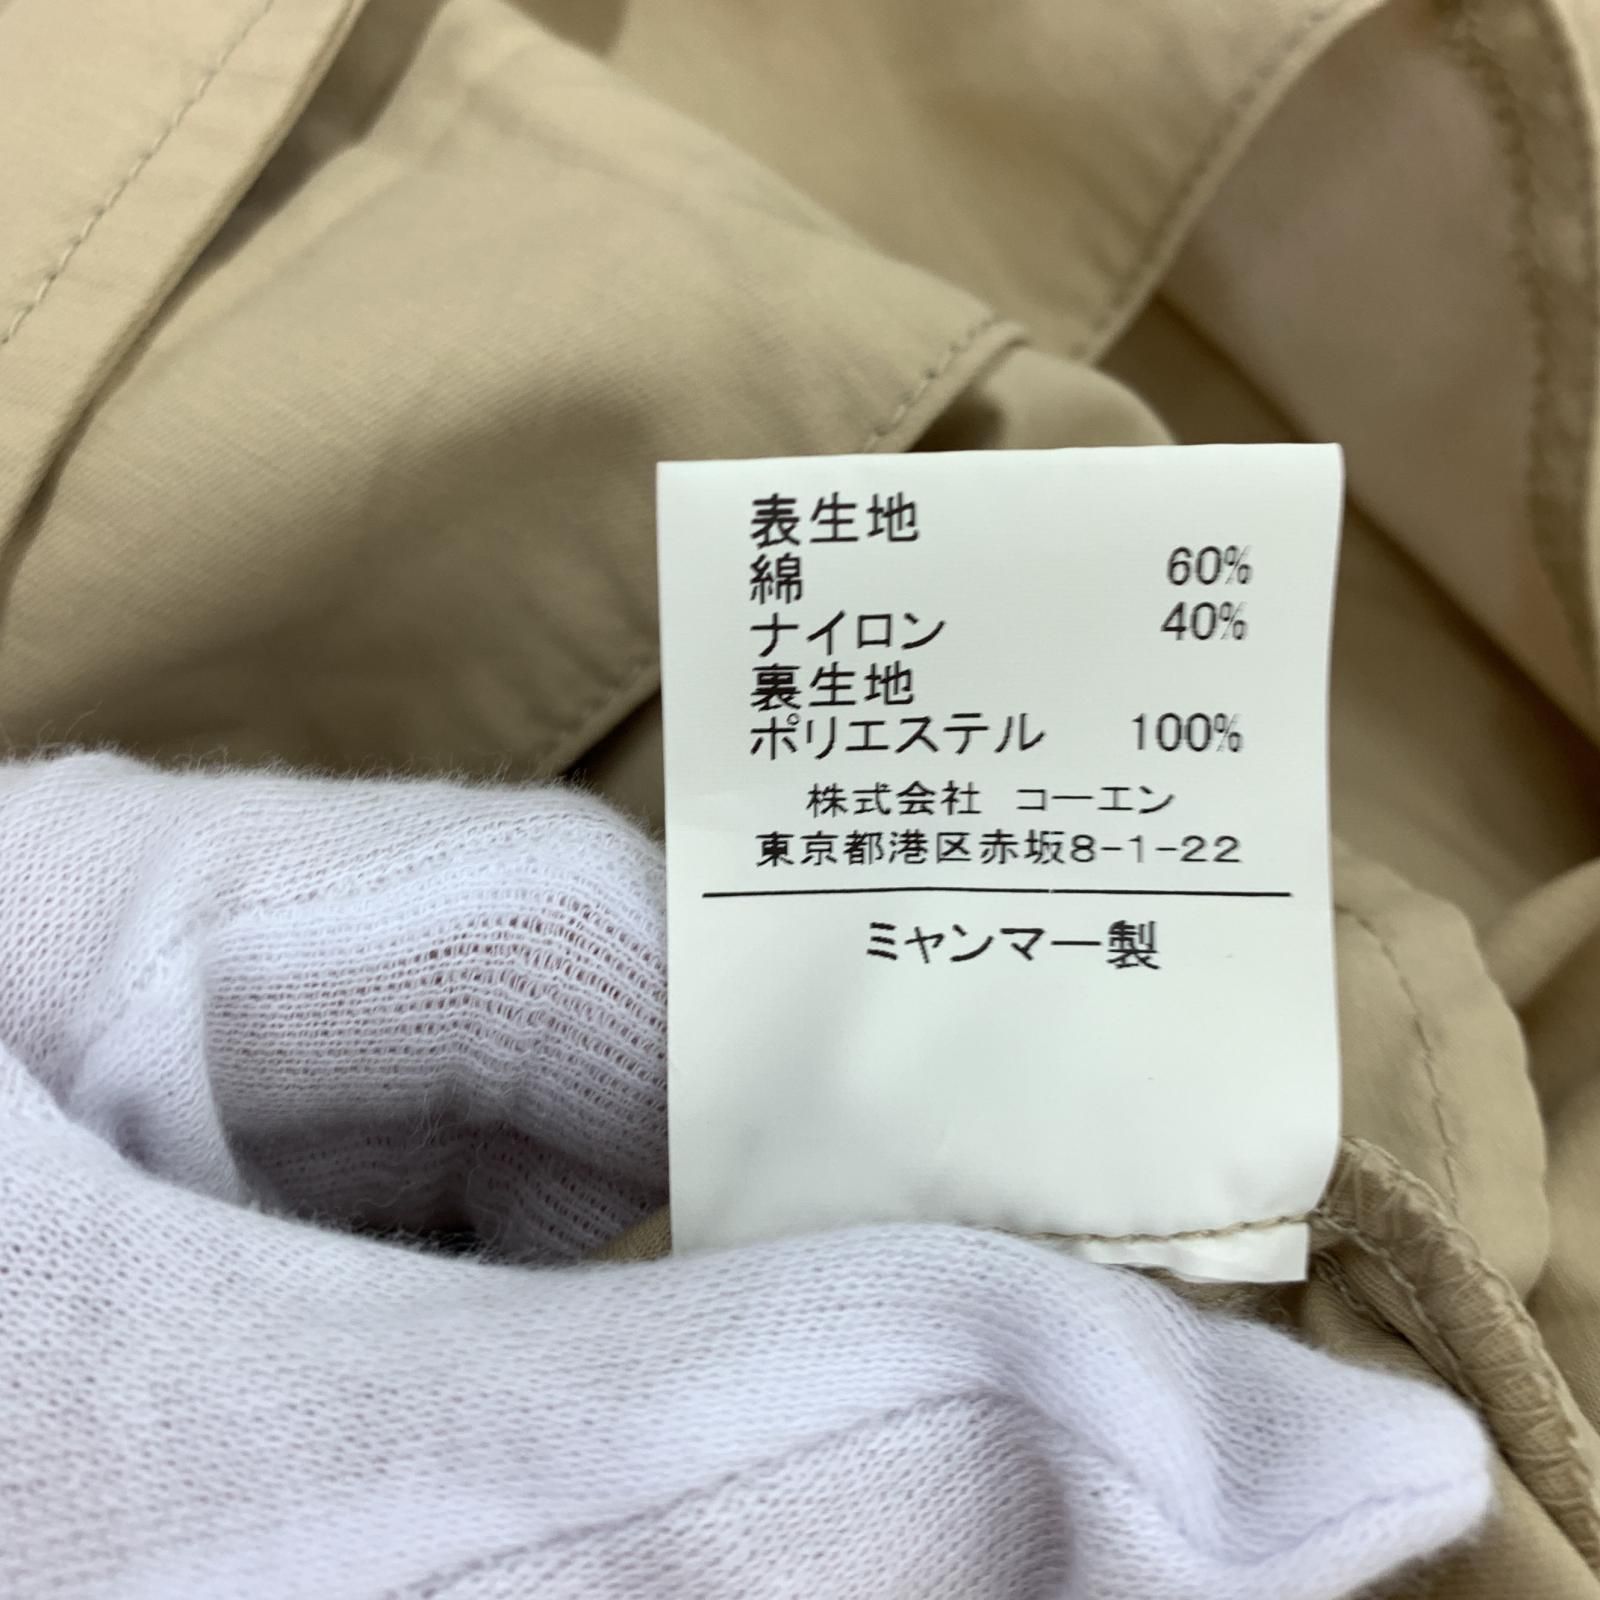 表生地
綿 60%
ナイロン 40%
裏生地
ポリエステル 100%
株式会社 コーエン
東京都港区赤坂8-1-22
ミャンマー製